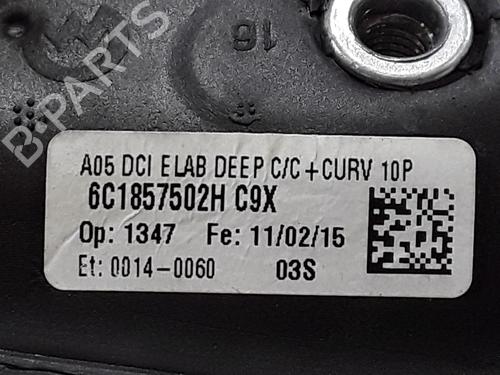 16
B-PARTS
A05 DCI ELAB DEEP C/C+CURV 10P
6C1857502H C9X
Op: 1347 Fe: 11/02/15
Et: 0014-0060 03S